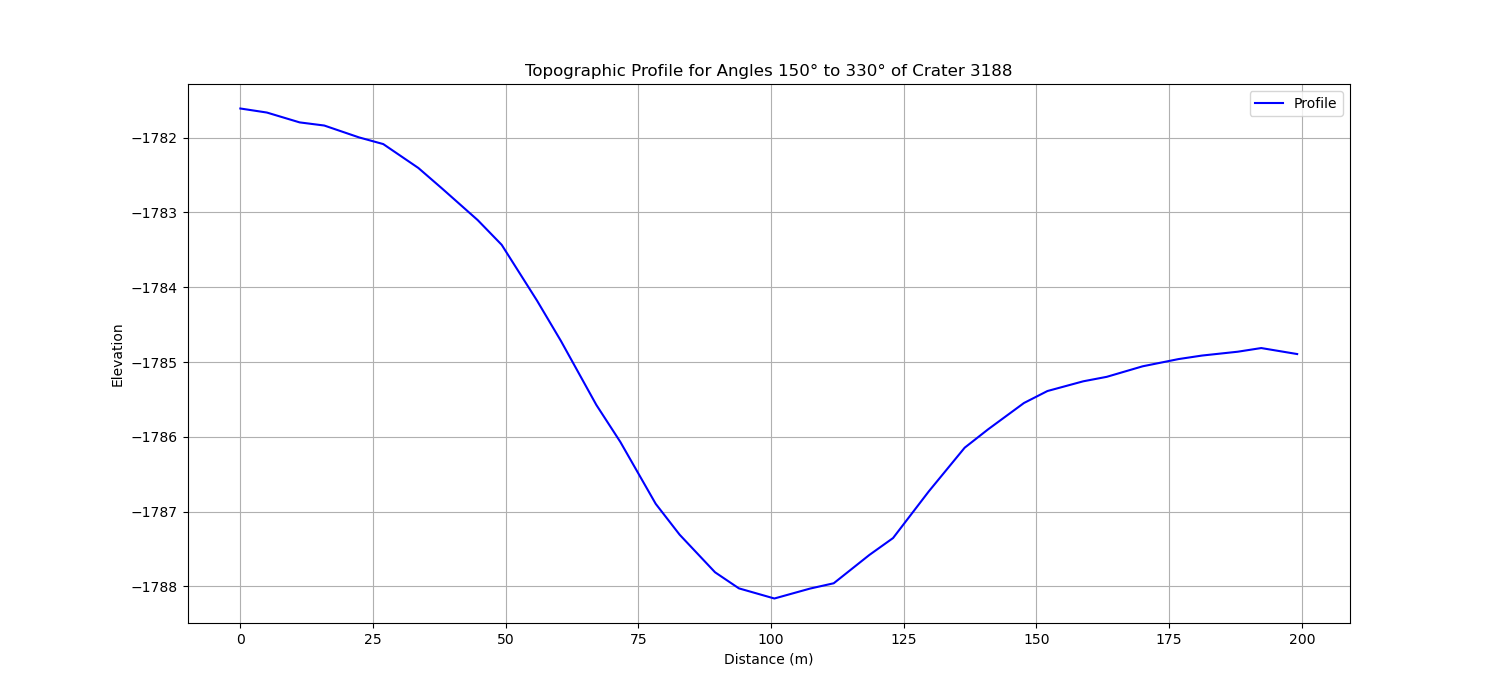 Topographic Profile for Angles 150° to 330° of Crater 3188
Profile
−1782
−1783
−1784
−1785
−1786
−1787
−1788
Elevation
0 25 50 75 100 125 150 175 200
Distance (m)